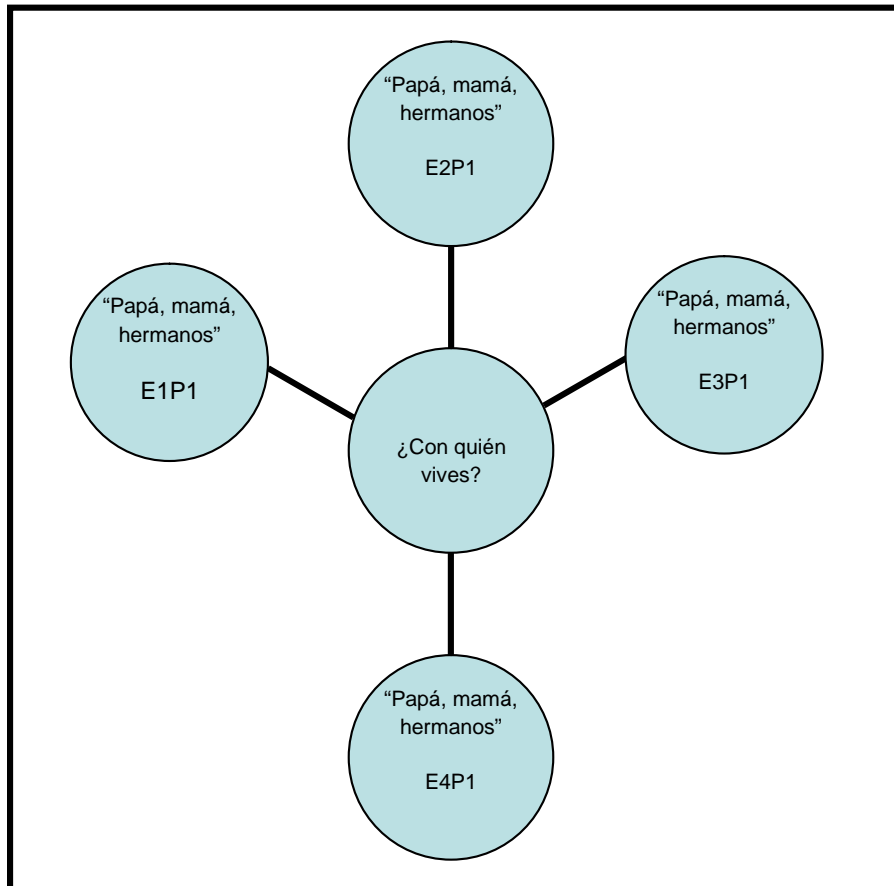 “Papá, mamá,
hermanos”
E2P1
“Papá, mamá,
hermanos”
E1P1
“Papá, mamá,
hermanos”
E3P1
¿Con quién
vives?
“Papá, mamá,
hermanos”
E4P1